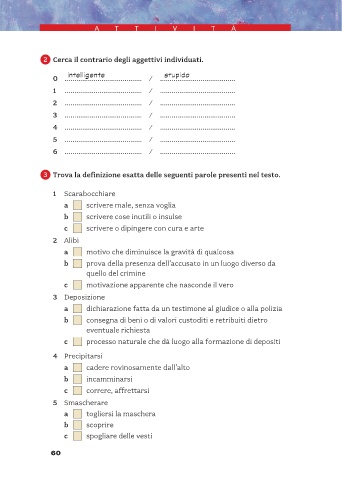 A T T I V I T À
2 Cerca il contrario degli aggettivi individuati.
0 intelligente / stupido
1 ........................................ / ........................................
2 ........................................ / ........................................
3 ........................................ / ........................................
4 ........................................ / ........................................
5 ........................................ / ........................................
6 ........................................ / ........................................
3 Trova la definizione esatta delle seguenti parole presenti nel testo.
1 Scarabocchiare
a scrivere male, senza voglia
b scrivere cose inutili o insulse
c scrivere o dipingere con cura e arte
2 Alibi
a motivo che diminuisce la gravità di qualcosa
b prova della presenza dell'accusato in un luogo diverso da
quello del crimine
c motivazione apparente che nasconde il vero
3 Deposizione
a dichiarazione fatta da un testimone al giudice o alla polizia
b consegna di beni o di valori custoditi e retribuiti dietro
eventuale richiesta
c processo naturale che dà luogo alla formazione di depositi
4 Precipitarsi
a cadere rovinosamente dall'alto
b incamminarsi
c correre, affrettarsi
5 Smascherare
a togliersi la maschera
b scoprire
c spogliare delle vesti
60